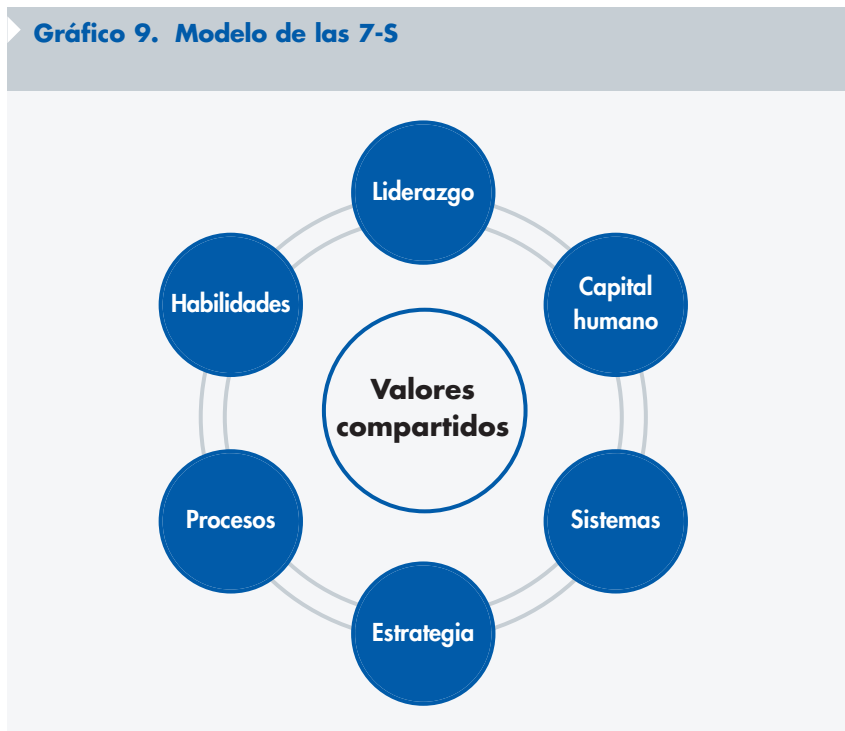 Gráfico 9. Modelo de las 7-S
Liderazgo
Capital
humano
Sistemas
Estrategia
Procesos
Habilidades
Valores
compartidos